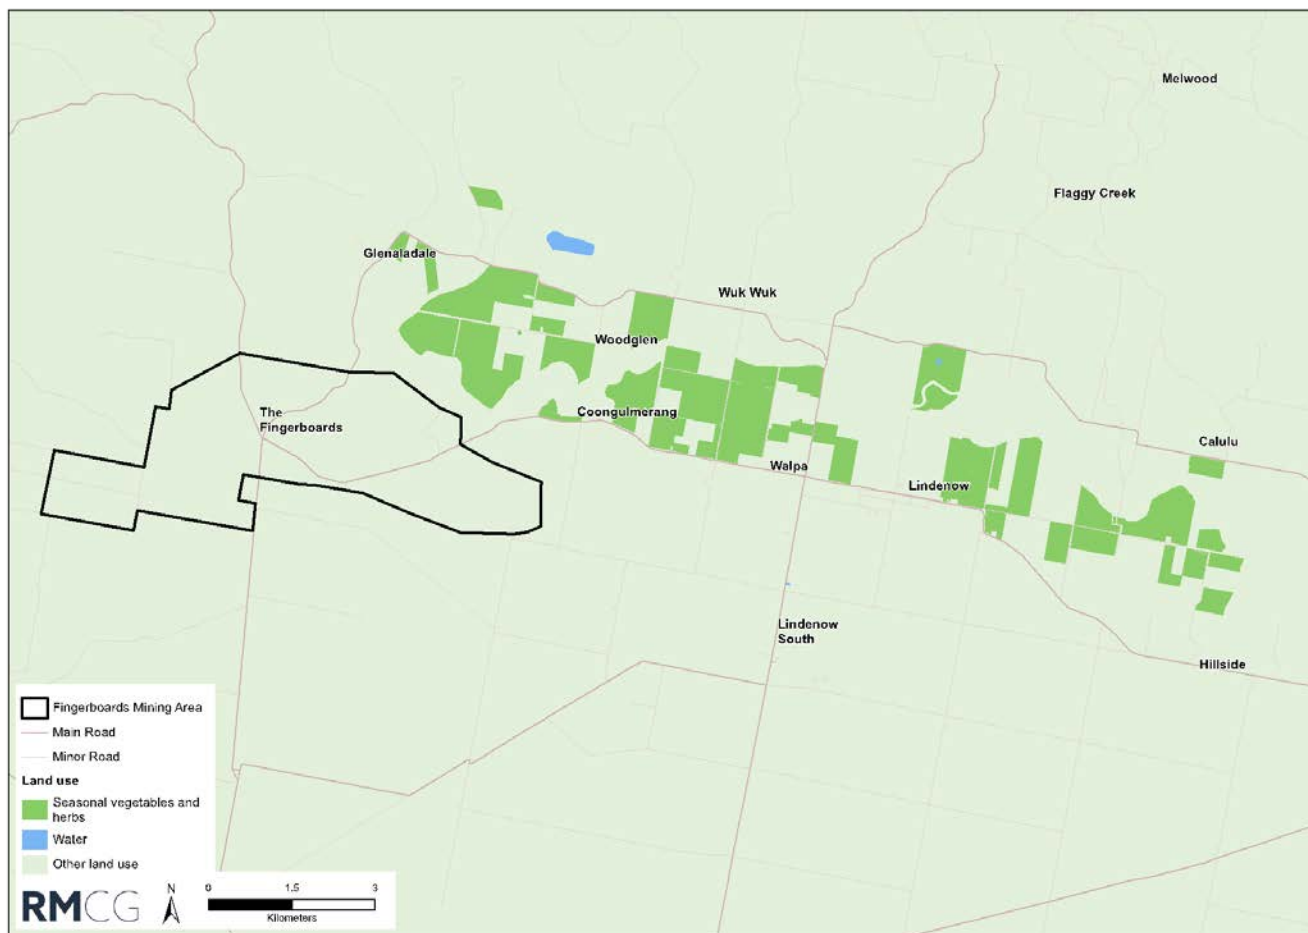 Melwood
Flaggy Creek
Glenaladale
Wuk Wuk
Woodglen
The
Fingerboards
Coongulmerang
Calulu
Walpa
Lindenow
Lindenow
South
Hillside
Fingerboards Mining Area
Main Road
Minor Road
Land use
Seasonal vegetables and
herbs
Water
Other land use
RMCG
N
0 1.5 3
Kilometers